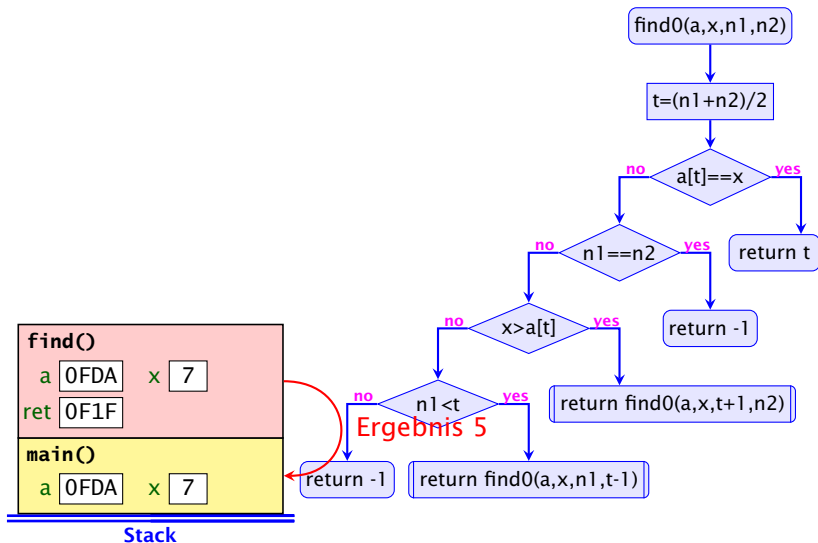 find0(a,x,n1,n2)
t=(n1+n2)/2
a[t]==x
no
yes
return t
n1==n2
no
yes
return -1
x>a[t]
no
yes
return find0(a,x,t+1,n2)
n1<t
no
yes
return -1
return find0(a,x,n1,t-1)
find()
a 0FDA x 7
ret 0F1F
Ergebnis 5
main()
a 0FDA x 7
Stack